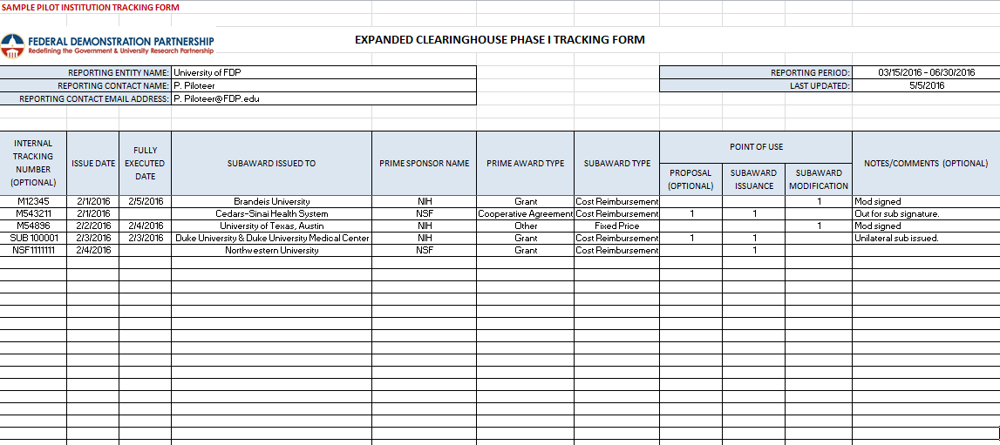 SAMPLE PILOT INSTITUTION TRACKING FORM
FEDERAL DEMONSTRATION PARTNERSHIP
Redefining the Government & University Research Partnership
EXPANDED CLEARINGHOUSE PHASE I TRACKING FORM
REPORTING ENTITY NAME: University of FDP REPORTING PERIOD: 03/15/2016 - 06/30/2016
REPORTING CONTACT NAME: P. Piloteer LAST UPDATED: 5/5/2016
REPORTING CONTACT EMAIL ADDRESS: P. Piloteer@FDP.edu
INTERNAL TRACKING NUMBER (OPTIONAL) ISSUE DATE FULLY EXECUTED DATE SUBAWARD ISSUED TO PRIME SPONSOR NAME PRIME AWARD TYPE SUBAWARD TYPE POINT OF USE NOTES/COMMENTS (OPTIONAL)
PROPOSAL (OPTIONAL) SUBAWARD ISSUANCE SUBAWARD MODIFICATION
M12345 2/1/2016 2/5/2016 Brandeis University NIH Grant Cost Reimbursement 1 Mod signed
M543211 2/1/2016 Cedars-Sinai Health System NSF Cooperative Agreement Cost Reimbursement 1 1 Out for sub signature.
M54896 2/2/2016 2/4/2016 University of Texas, Austin NIH Other Fixed Price 1 Mod signed
SUB 100001 2/3/2016 2/3/2016 Duke University & Duke University Medical Center NIH Grant Cost Reimbursement 1 1 Unilateral sub issued.
NSF1111111 2/4/2016 Northwestern University NSF Grant Cost Reimbursement 1